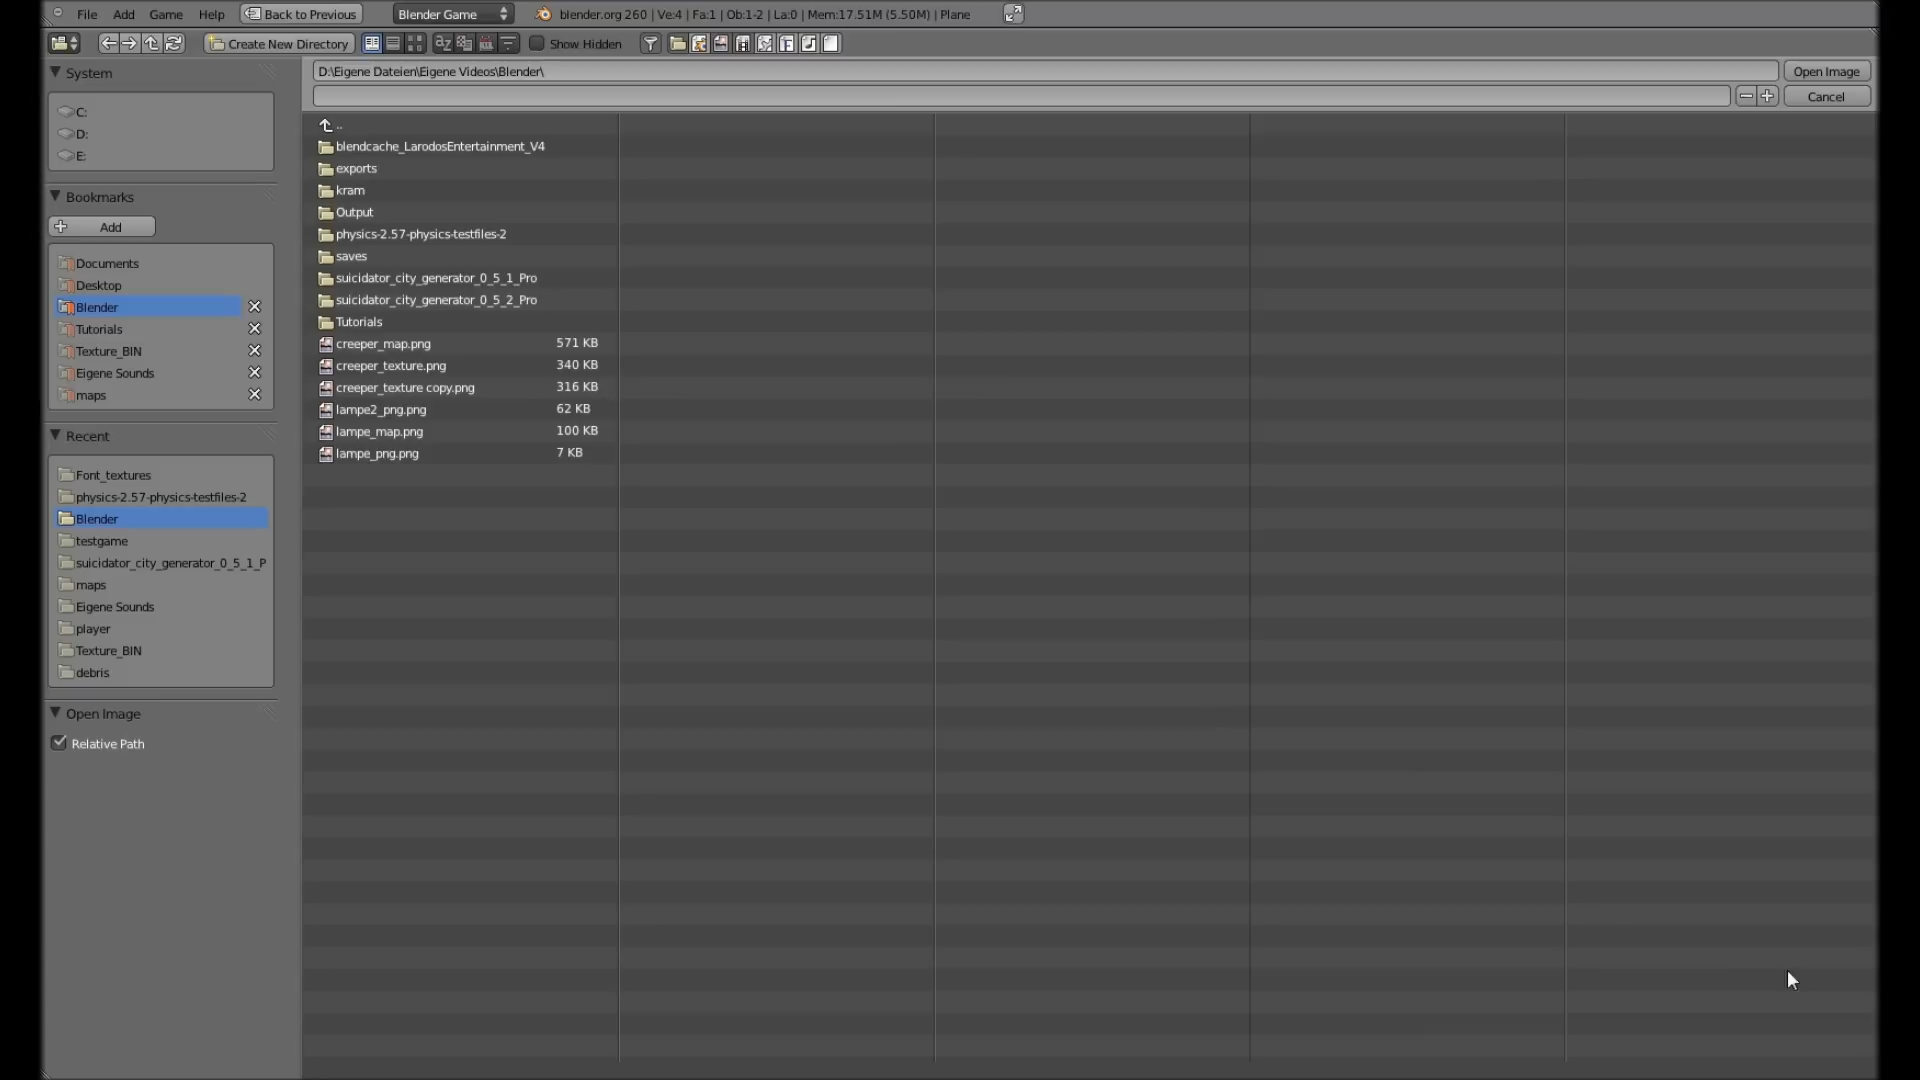 File Add Game Help Back to Previous Blender Game blender.org 260 | Ve:4 | Fa:1 | Ob:1-2 | La:0 | Mem:17.51M (5.50M) | Plane
Create New Directory Show Hidden
System
C:
D:
E:
Bookmarks
Add
Documents
Desktop
Blender
Tutorials
Texture_BIN
Eigene Sounds
maps
Recent
Font_textures
physics-2.57-physics-testfiles-2
Blender
testgame
suicidator_city_generator_0_5_1_P
maps
Eigene Sounds
player
Texture_BIN
debris
Open Image
Relative Path
D:\Eigene Dateien\Eigene Videos\Blender\ Open Image
Cancel
..
blendcache_LarodosEntertainment_V4
exports
kram
Output
physics-2.57-physics-testfiles-2
saves
suicidator_city_generator_0_5_1_Pro
suicidator_city_generator_0_5_2_Pro
Tutorials
creeper_map.png 571 KB
creeper_texture.png 340 KB
creeper_texture copy.png 316 KB
lampe2_png.png 62 KB
lampe_map.png 100 KB
lampe_png.png 7 KB